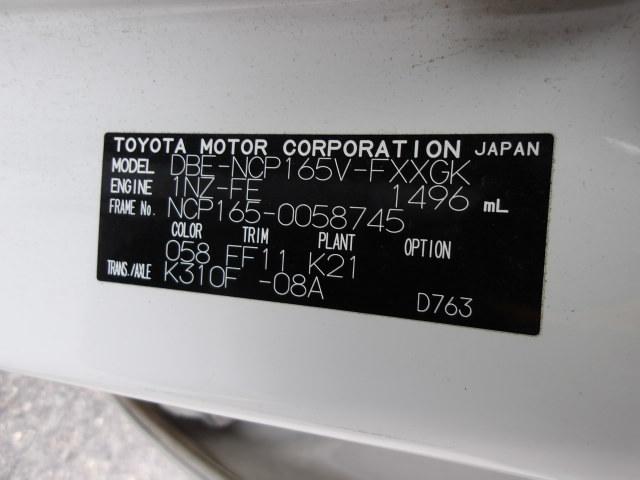 TOYOTA MOTOR CORPORATION JAPAN
MODEL DBE-NCP165V-FXXGK
ENGINE 1NZ-FE 1496 mL
FRAME No. NCP165-0058745
COLOR TRIM PLANT OPTION
058 FF11 K21
TRANS./AXLE K310F -08A
D763